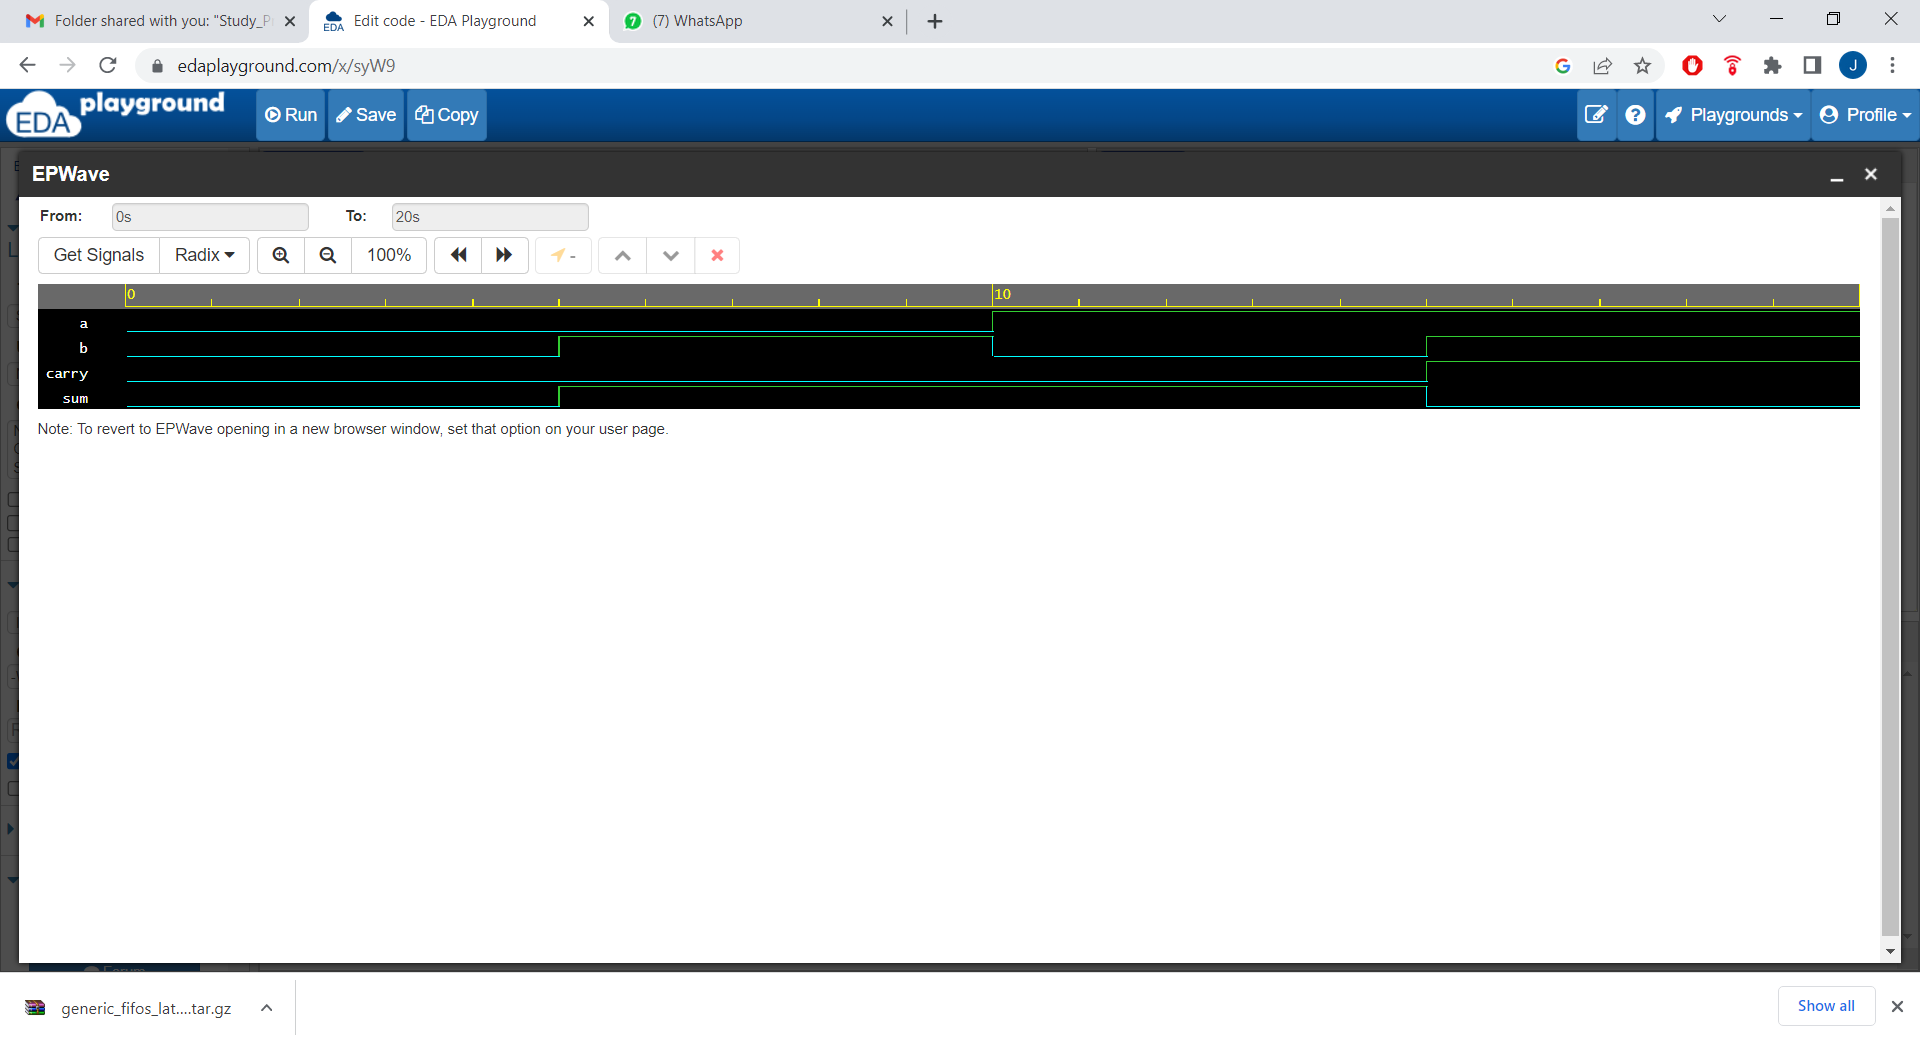 Folder shared with you: "Study_P
Edit code - EDA Playground
(7) WhatsApp
edaplayground.com/x/syW9
J
EDA playground
Run
Save
Copy
Playgrounds
Profile
EPWave
From:
0s
To:
20s
Get Signals
Radix
100%
-
0
10
a
b
carry
sum
Note: To revert to EPWave opening in a new browser window, set that option on your user page.
generic_fifos_lat....tar.gz
Show all